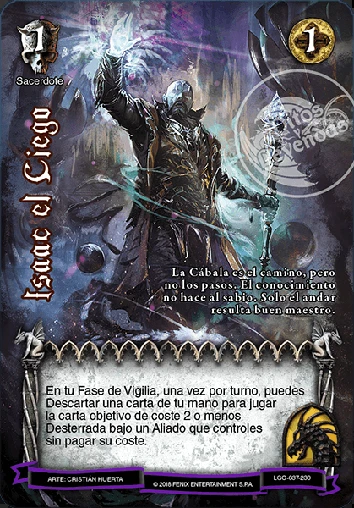 1
1
Sacerdote
Isaac el Ciego
Mitos y
Leyendas
La Cábala es el camino, pero
no los pasos. El conocimiento
no hace al sabio. Solo el andar
resulta buen maestro.
En tu Fase de Vigilia, una vez por turno, puedes
Descartar una carta de tu mano para jugar
la carta objetivo de coste 2 o menos
Desterrada bajo un Aliado que controles
sin pagar su coste.
ARTE: CRISTIAN HUERTA
© 2018 FENIX ENTERTAINMENT S.P.A